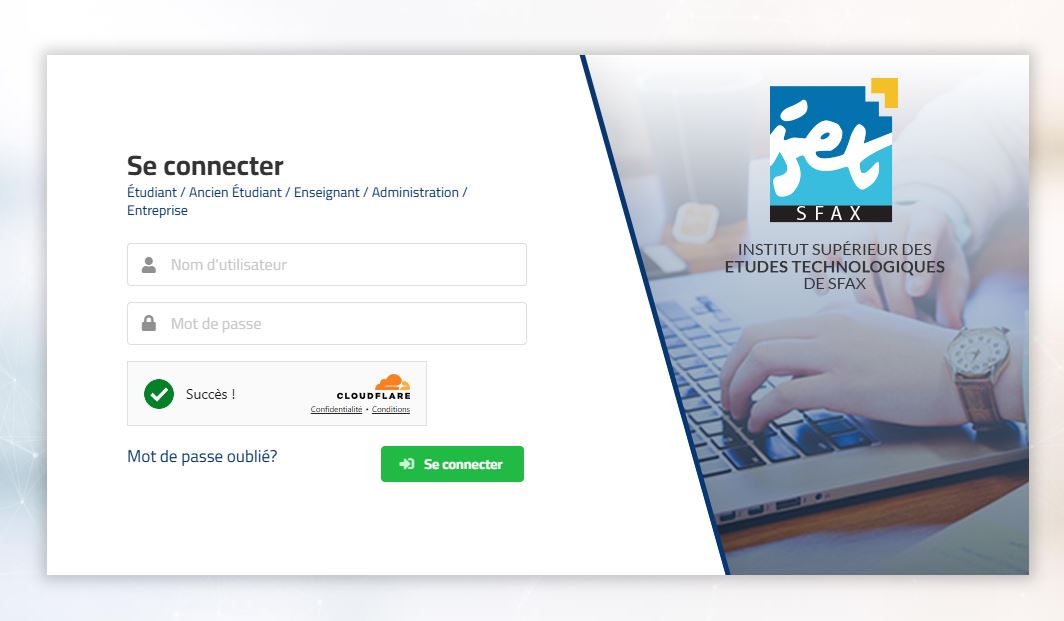 Se connecter
Étudiant / Ancien Étudiant / Enseignant / Administration /
Entreprise
Nom d'utilisateur
Mot de passe
Succès !
CLOUDFLARE
Confidentialité • Conditions
Mot de passe oublié?
Se connecter
iset
SFAX
INSTITUT SUPÉRIEUR DES
ETUDES TECHNOLOGIQUES
DE SFAX